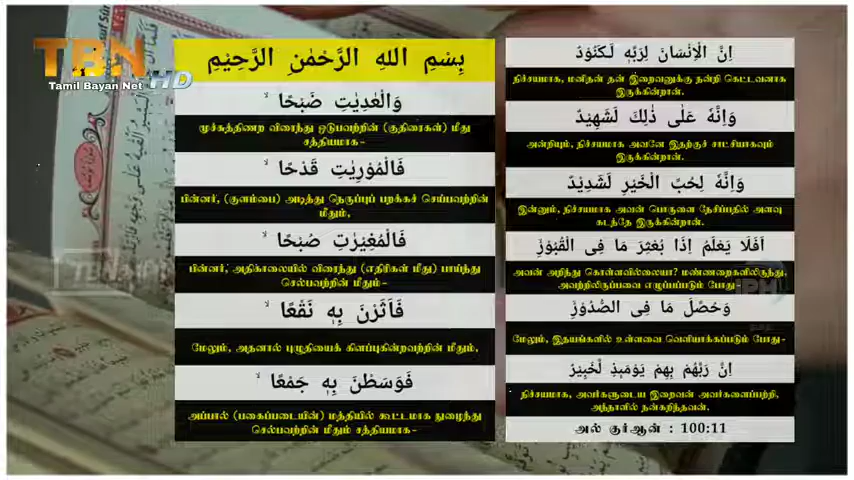 TBN HD
Tamil Bayan Net
بِسْمِ اللهِ الرَّحْمٰنِ الرَّحِيْمِ
وَالْعٰدِيٰتِ ضَبْحًا ۙ
மூச்சுத்திணற விரைந்து ஓடுபவற்றின் (குதிரைகள்) மீது
சத்தியமாக-
فَالْمُوْرِيٰتِ قَدْحًا ۙ
பின்னர், (குளம்பை) அடித்து நெருப்புப் பறக்கச் செய்பவற்றின்
மீதும்,
فَالْمُغِيْرٰتِ صُبْحًا ۙ
பின்னர், அதிகாலையில் விரைந்து (எதிரிகள் மீது) பாய்ந்து
செல்பவற்றின் மீதும்-
فَاَثَرْنَ بِهٖ نَقْعًا ۙ
மேலும், அதனால் புழுதியைக் கிளப்புகின்றவற்றின் மீதும்,
فَوَسَطْنَ بِهٖ جَمْعًا ۙ
அப்பால் (பகைப்படையின்) மத்தியில் கூட்டமாக நுழைந்து
செல்பவற்றின் மீதும் சத்தியமாக-
اِنَّ الْاِنْسَانَ لِرَبِّهٖ لَـكَنُوْدٌ
நிச்சயமாக, மனிதன் தன் இறைவனுக்கு நன்றி கெட்டவனாக
இருக்கின்றான்.
وَاِنَّهٗ عَلٰى ذٰلِكَ لَشَهِيْدٌ
அன்றியும், நிச்சயமாக அவனே இதற்குச் சாட்சியாகவும்
இருக்கின்றான்.
وَاِنَّهٗ لِحُبِّ الْخَيْرِ لَشَدِيْدٌ
இன்னும், நிச்சயமாக அவன் பொருளை நேசிப்பதில் அளவு
கடந்தே இருக்கின்றான்.
اَفَلَا يَعْلَمُ اِذَا بُعْثِرَ مَا فِى الْقُبُوْرِ
அவன் அறிந்து கொள்ளவில்லையா? மண்ணறைகளிலிருந்து,
அவற்றிலிருப்பவை எழுப்பப்படும் போது-
وَحُصِّلَ مَا فِى الصُّدُوْرِ
மேலும், இதயங்களில் உள்ளவை வெளியாக்கப்படும் போது-
اِنَّ رَبَّهُمْ بِهِمْ يَوْمَٮِٕذٍ لَّخَبِيْرٌ
நிச்சயமாக, அவர்களுடைய இறைவன் அவர்களைப்பற்றி,
அந்நாளில் நன்கறிந்தவன்.
அல் குர்ஆன் : 100:11